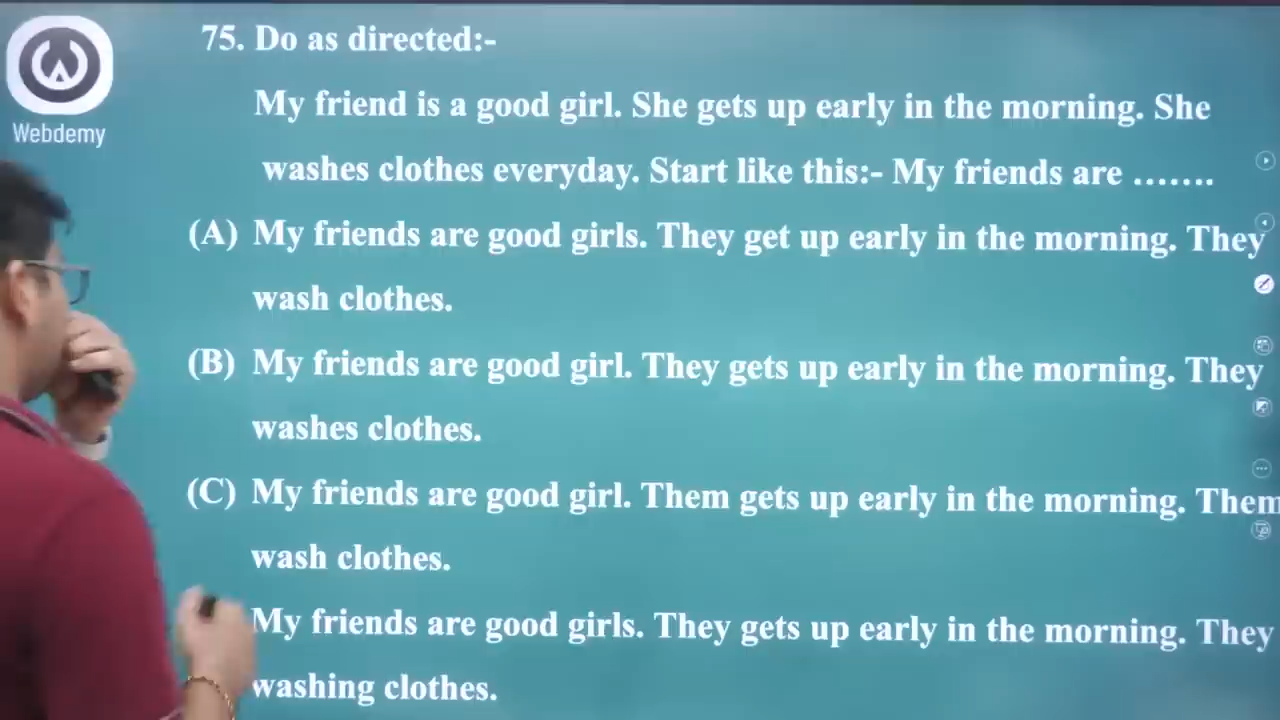 Webdemy
75. Do as directed:-
My friend is a good girl. She gets up early in the morning. She
washes clothes everyday. Start like this:- My friends are .......
(A) My friends are good girls. They get up early in the morning. They
wash clothes.
(B) My friends are good girl. They gets up early in the morning. They
washes clothes.
(C) My friends are good girl. Them gets up early in the morning. Them
wash clothes.
My friends are good girls. They gets up early in the morning. They
washing clothes.